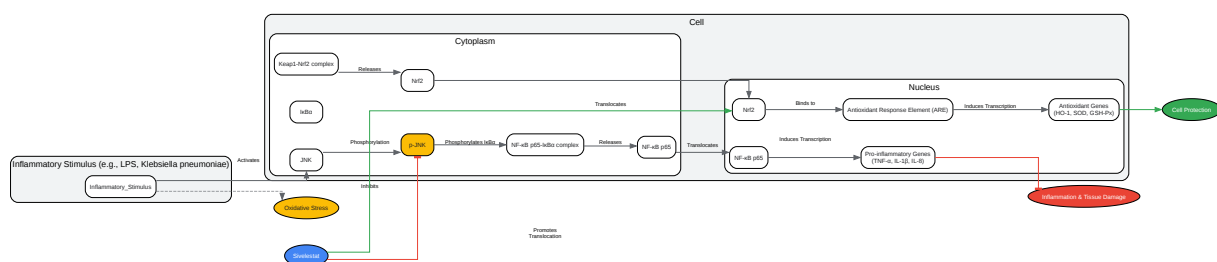 Cell
Cytoplasm
Keap1-Nrf2 complex
Releases
Nrf2
Nucleus
Translocates
Nrf2
Binds to
Antioxidant Response Element (ARE)
Induces Transcription
Antioxidant Genes
(HO-1, SOD, GSH-Px)
Cell Protection
IκBα
Phosphorylation
p-JNK
Phosphorylates IκBα
NF-κB p65-IκBα complex
Releases
NF-κB p65
Translocates
Induces Transcription
JNK
NF-κB p65
Pro-inflammatory Genes
(TNF-α, IL-1β, IL-8)
Activates
Inflammatory Stimulus (e.g., LPS, Klebsiella pneumoniae)
Inflammatory_Stimulus
Inhibits
Inflammation & Tissue Damage
Oxidative Stress
Promotes
Translocation
Sivelestat